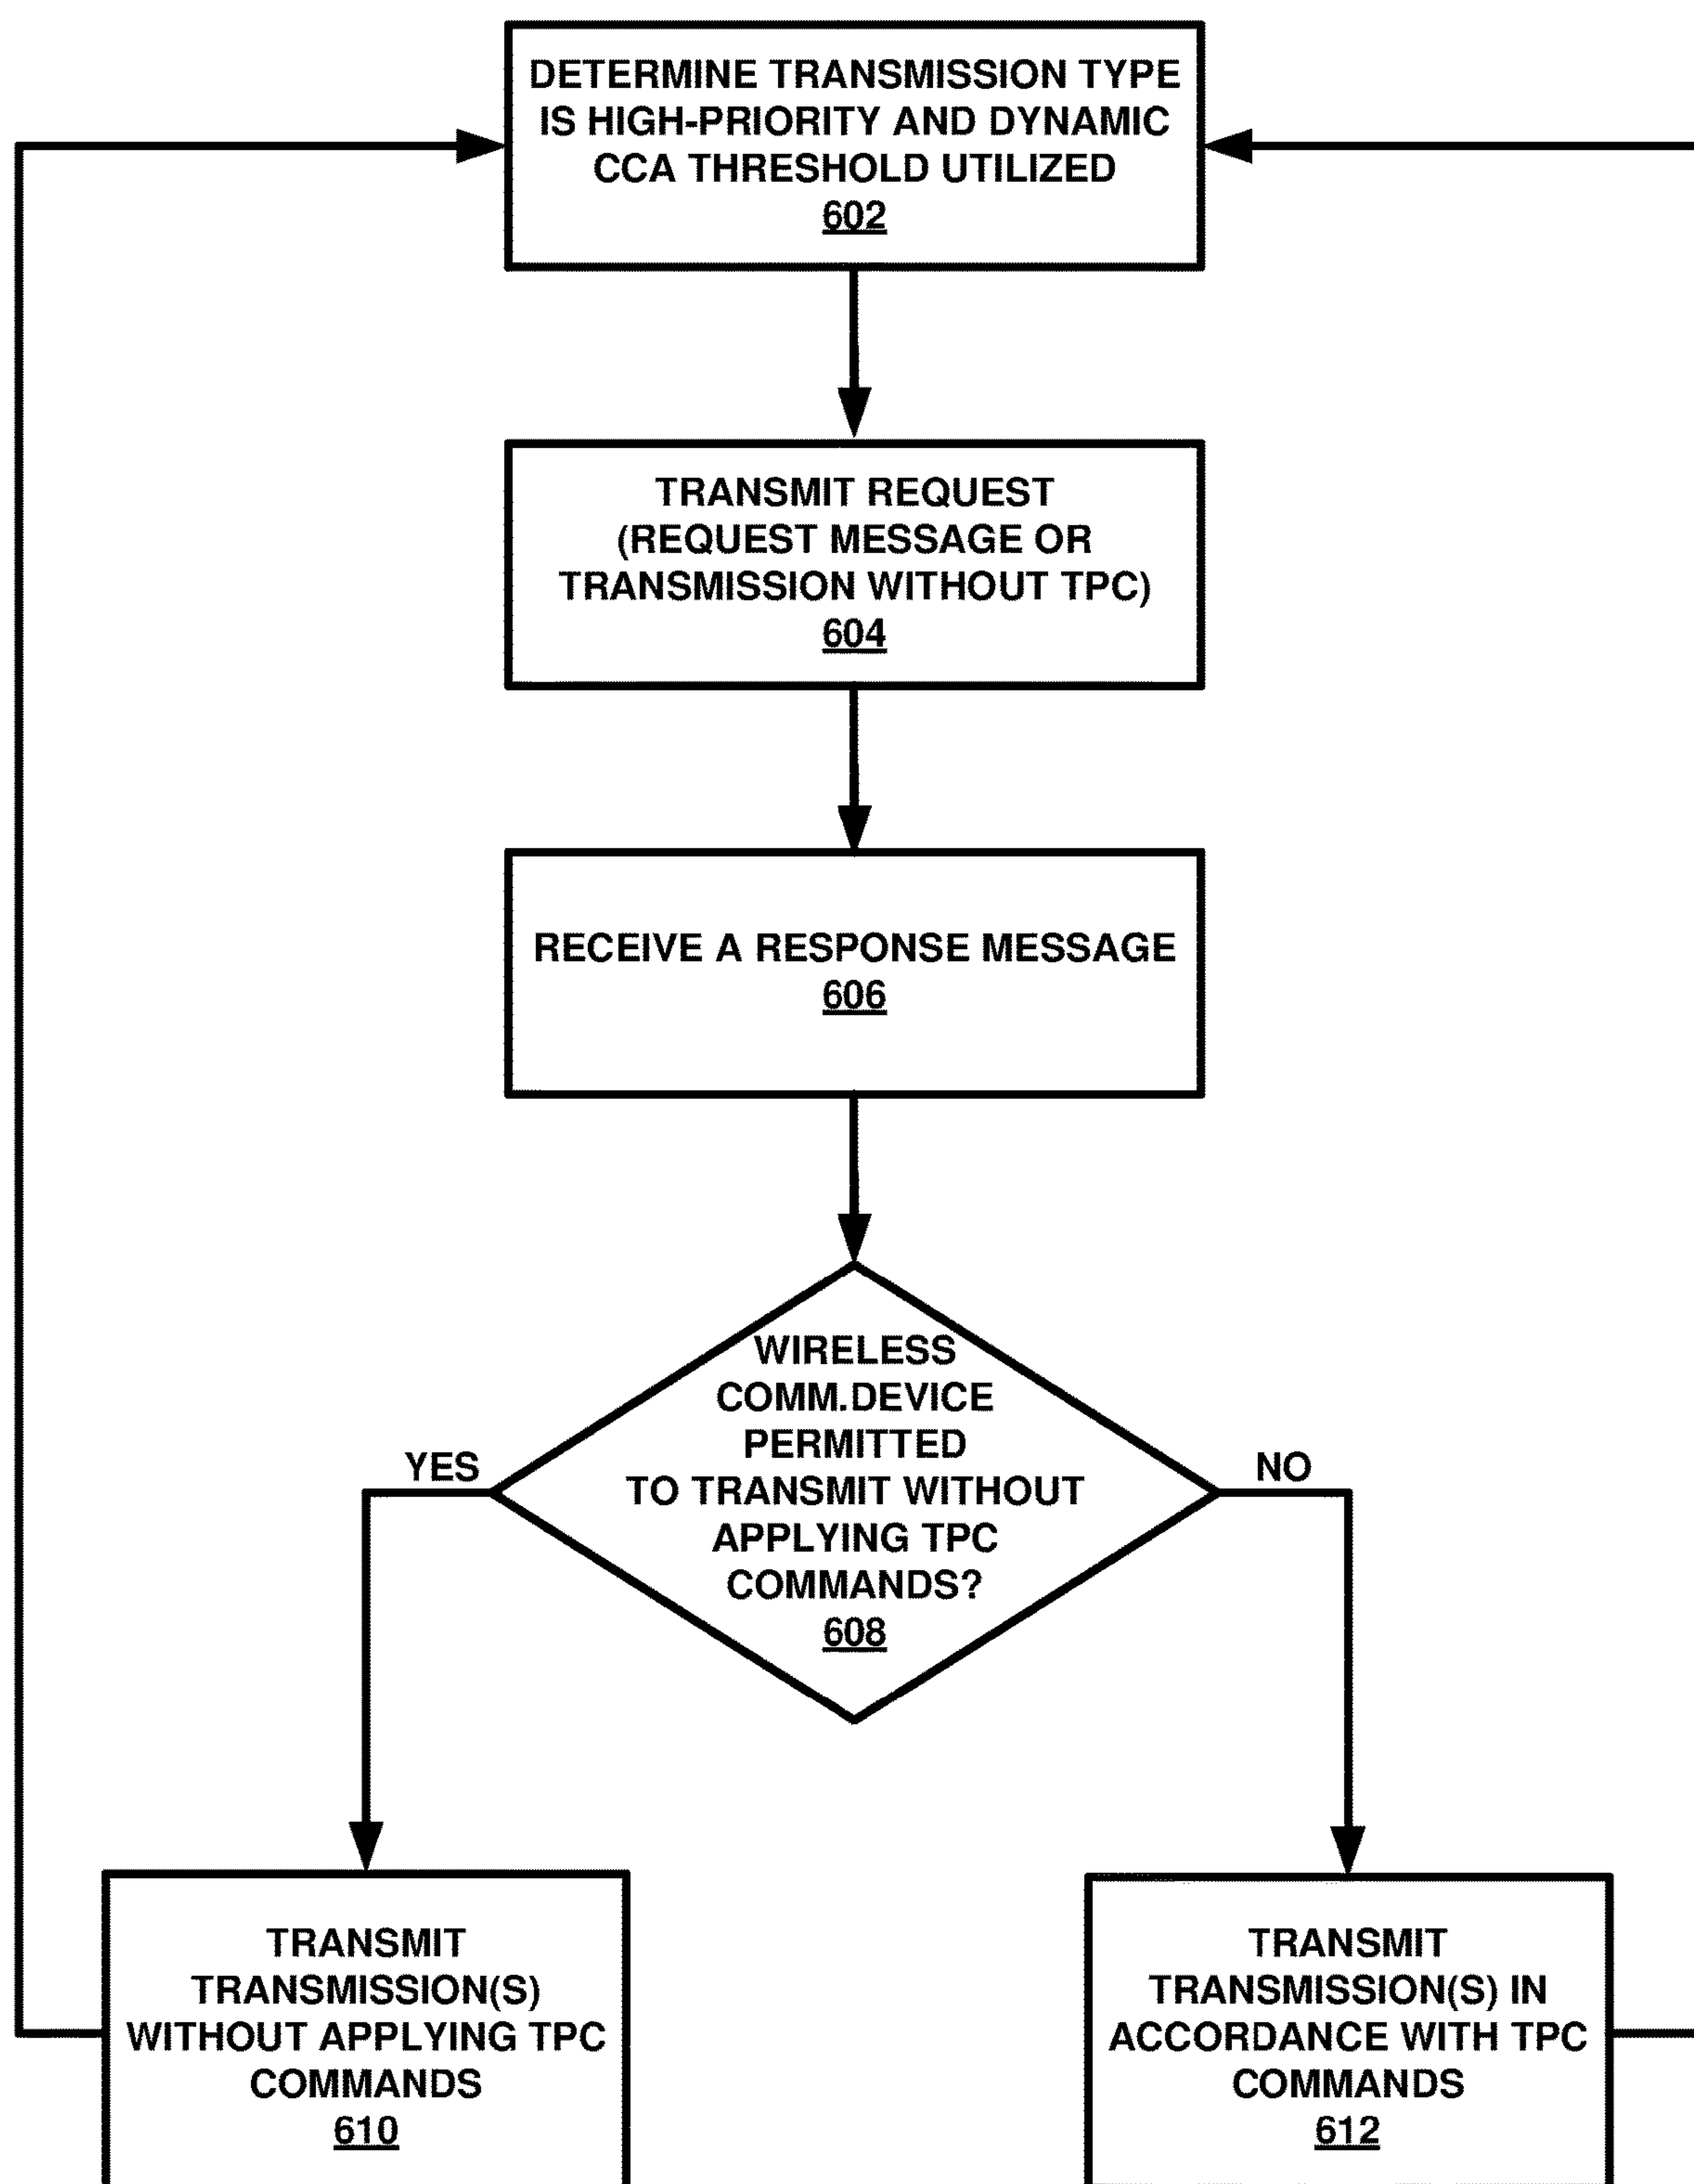 DETERMINE TRANSMISSION TYPE
IS HIGH-PRIORITY AND DYNAMIC
CCA THRESHOLD UTILIZED
602
TRANSMIT REQUEST
(REQUEST MESSAGE OR
TRANSMISSION WITHOUT TPC)
604
RECEIVE A RESPONSE MESSAGE
606
WIRELESS
COMM.DEVICE
PERMITTED
TO TRANSMIT WITHOUT
APPLYING TPC
COMMANDS?
608
YES
NO
TRANSMIT
TRANSMISSION(S)
WITHOUT APPLYING TPC
COMMANDS
610
TRANSMIT
TRANSMISSION(S) IN
ACCORDANCE WITH TPC
COMMANDS
612